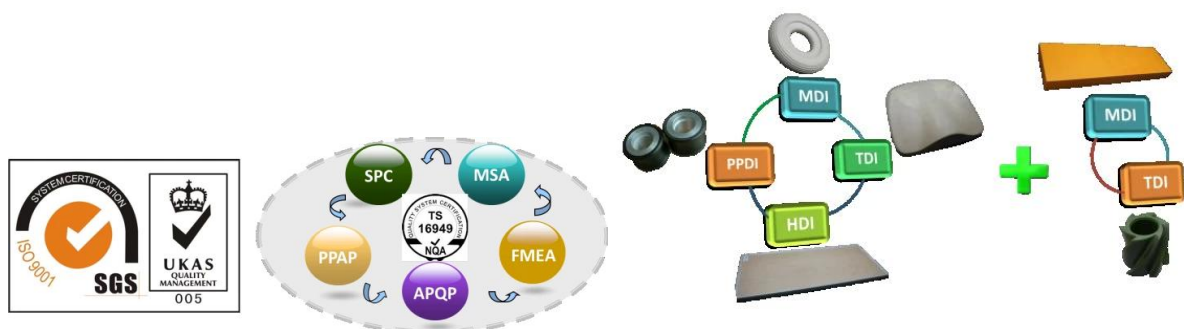 SYSTEM CERTIFICATION
ISO 9001
SGS
UKAS
QUALITY
MANAGEMENT
005
SPC
MSA
PPAP
FMEA
APQP
QUALITY SYSTEM CERTIFICATION
TS
16949
NQA
MDI
PPDI
TDI
HDI
MDI
TDI